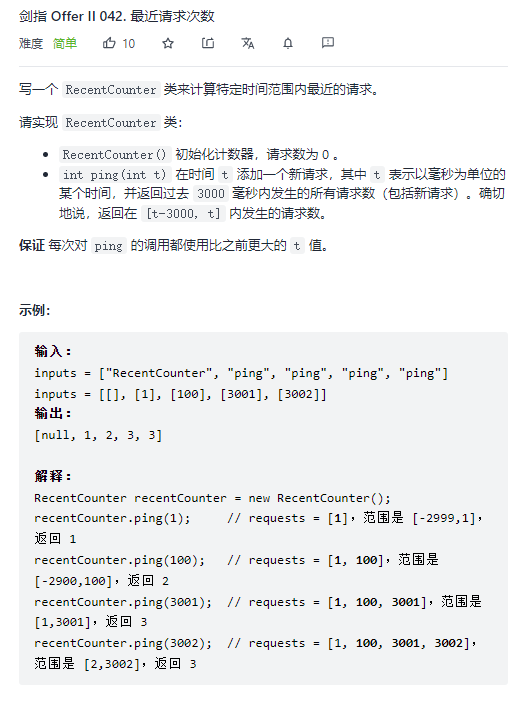 剑指 Offer II 042. 最近请求次数
难度 简单 10
写一个 RecentCounter 类来计算特定时间范围内最近的请求。
请实现 RecentCounter 类：
• RecentCounter() 初始化计数器，请求数为 0 。
• int ping(int t) 在时间 t 添加一个新请求，其中 t 表示以毫秒为单位的
某个时间，并返回过去 3000 毫秒内发生的所有请求数（包括新请求）。确切
地说，返回在 [t-3000, t] 内发生的请求数。
保证 每次对 ping 的调用都使用比之前更大的 t 值。
示例：
输入：
inputs = ["RecentCounter", "ping", "ping", "ping", "ping"]
inputs = [[], [1], [100], [3001], [3002]]
输出：
[null, 1, 2, 3, 3]
解释：
RecentCounter recentCounter = new RecentCounter();
recentCounter.ping(1);     // requests = [1]，范围是 [-2999,1]，
返回 1
recentCounter.ping(100);   // requests = [1, 100]，范围是
[-2900,100]，返回 2
recentCounter.ping(3001);  // requests = [1, 100, 3001]，范围是
[1,3001]，返回 3
recentCounter.ping(3002);  // requests = [1, 100, 3001, 3002]，
范围是 [2,3002]，返回 3